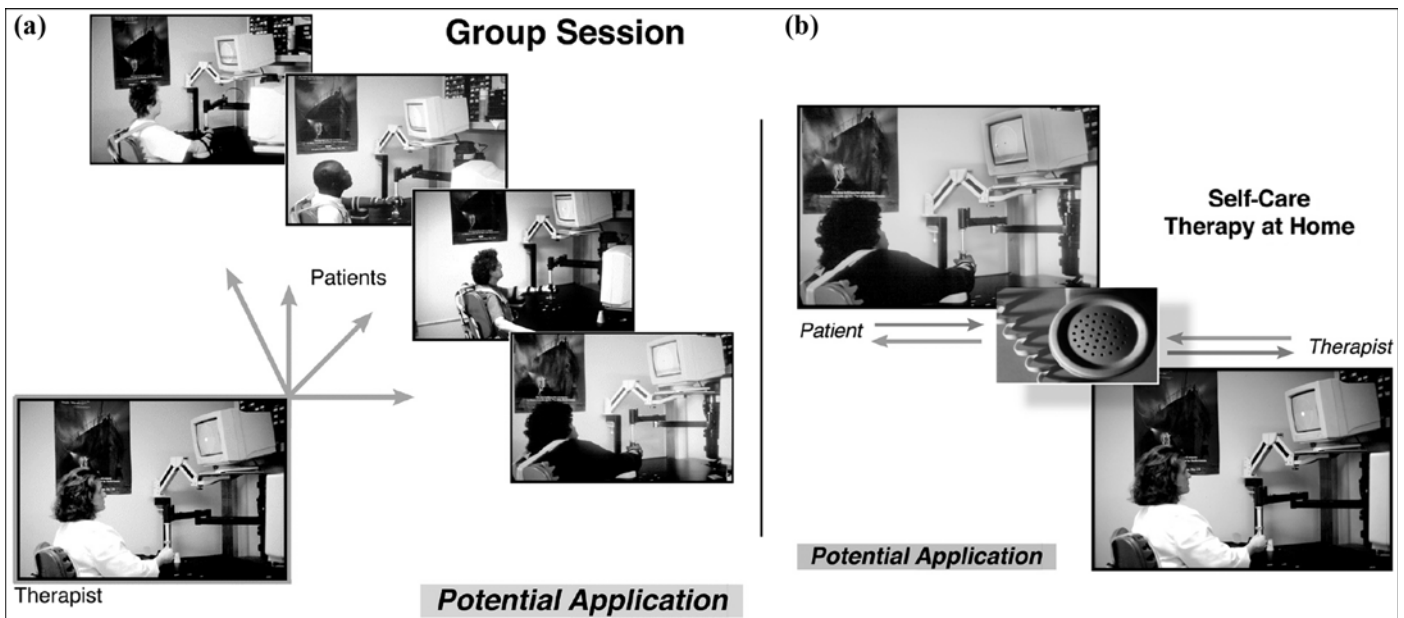 (a)
Group Session
Patients
Therapist
Potential Application
(b)
Self-Care
Therapy at Home
Patient
Therapist
Potential Application